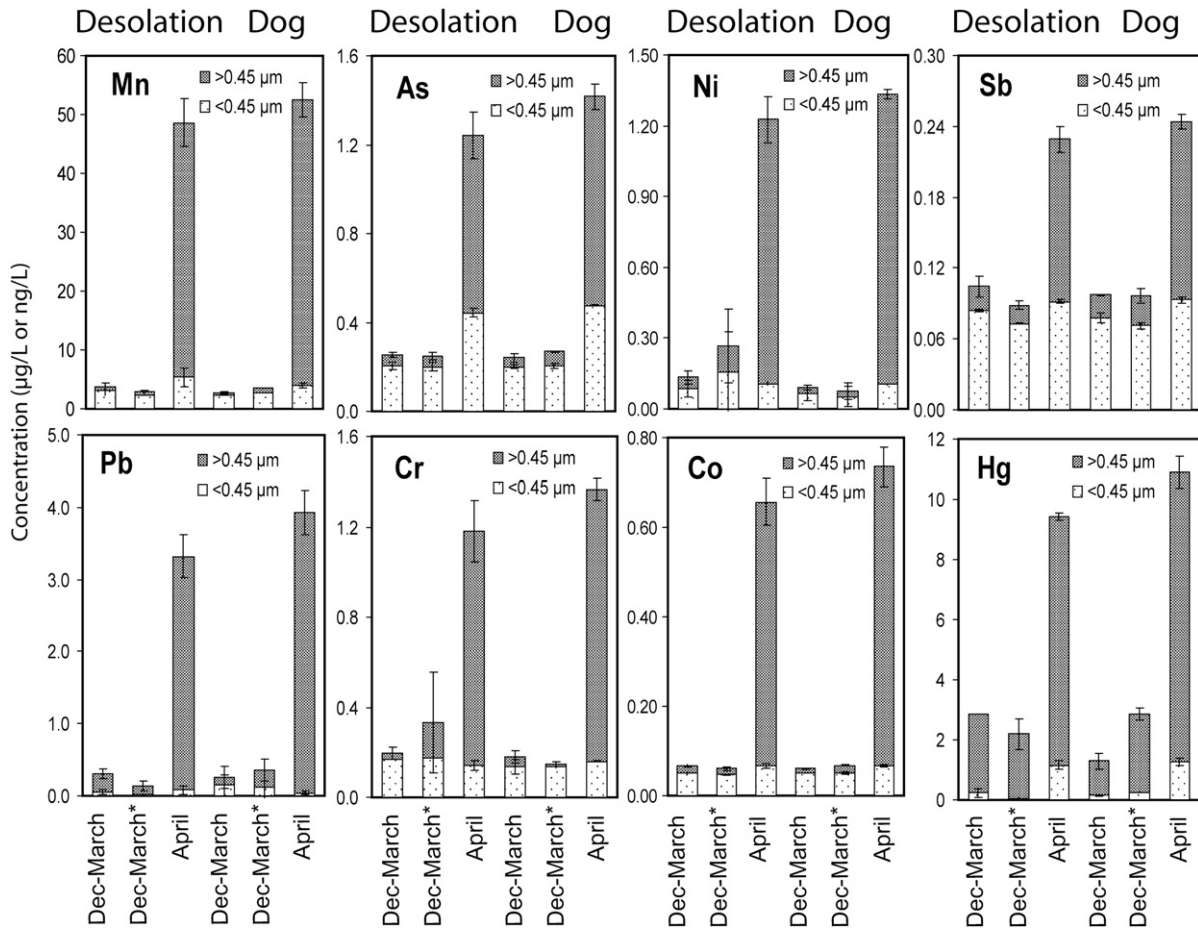 Desolation Dog Desolation Dog
Concentration (µg/L or ng/L)
Mn
>0.45 µm
<0.45 µm
60
50
40
30
20
10
0
As
>0.45 µm
<0.45 µm
1.6
1.2
0.8
0.4
0.0
Ni
>0.45 µm
<0.45 µm
1.50
1.20
0.90
0.60
0.30
0.00
Sb
>0.45 µm
<0.45 µm
0.30
0.24
0.18
0.12
0.06
0.00
Pb
>0.45 µm
<0.45 µm
5.0
4.0
3.0
2.0
1.0
0.0
Cr
>0.45 µm
<0.45 µm
1.6
1.2
0.8
0.4
0.0
Co
>0.45 µm
<0.45 µm
0.80
0.60
0.40
0.20
0.00
Hg
>0.45 µm
<0.45 µm
12
10
8
6
4
2
0
Dec-March
Dec-March*
April
Dec-March
Dec-March*
April
Dec-March
Dec-March*
April
Dec-March
Dec-March*
April
Dec-March
Dec-March*
April
Dec-March
Dec-March*
April
Dec-March
Dec-March*
April
Dec-March
Dec-March*
April